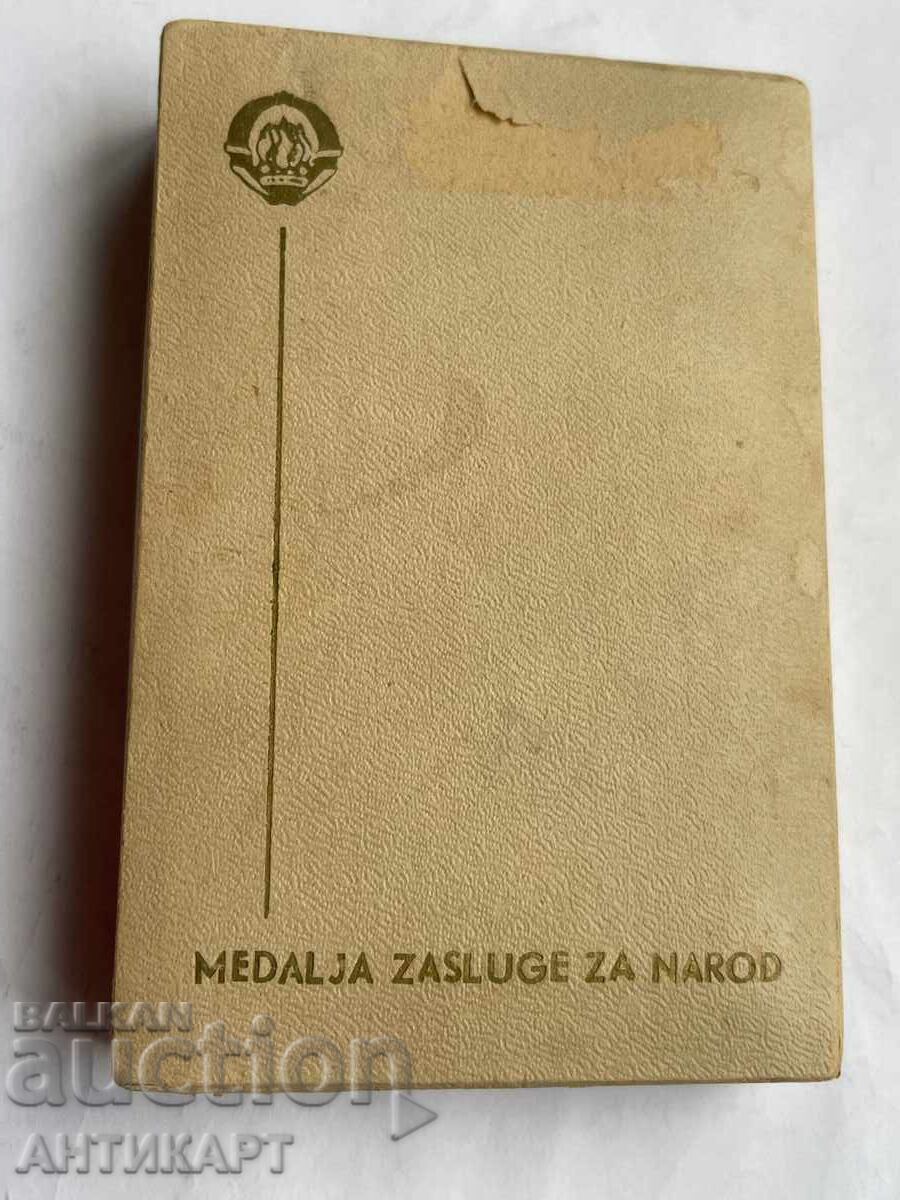 MEDALJA ZASLUGE ZA NAROD
BALKAN
auction
АНТИКАРТ